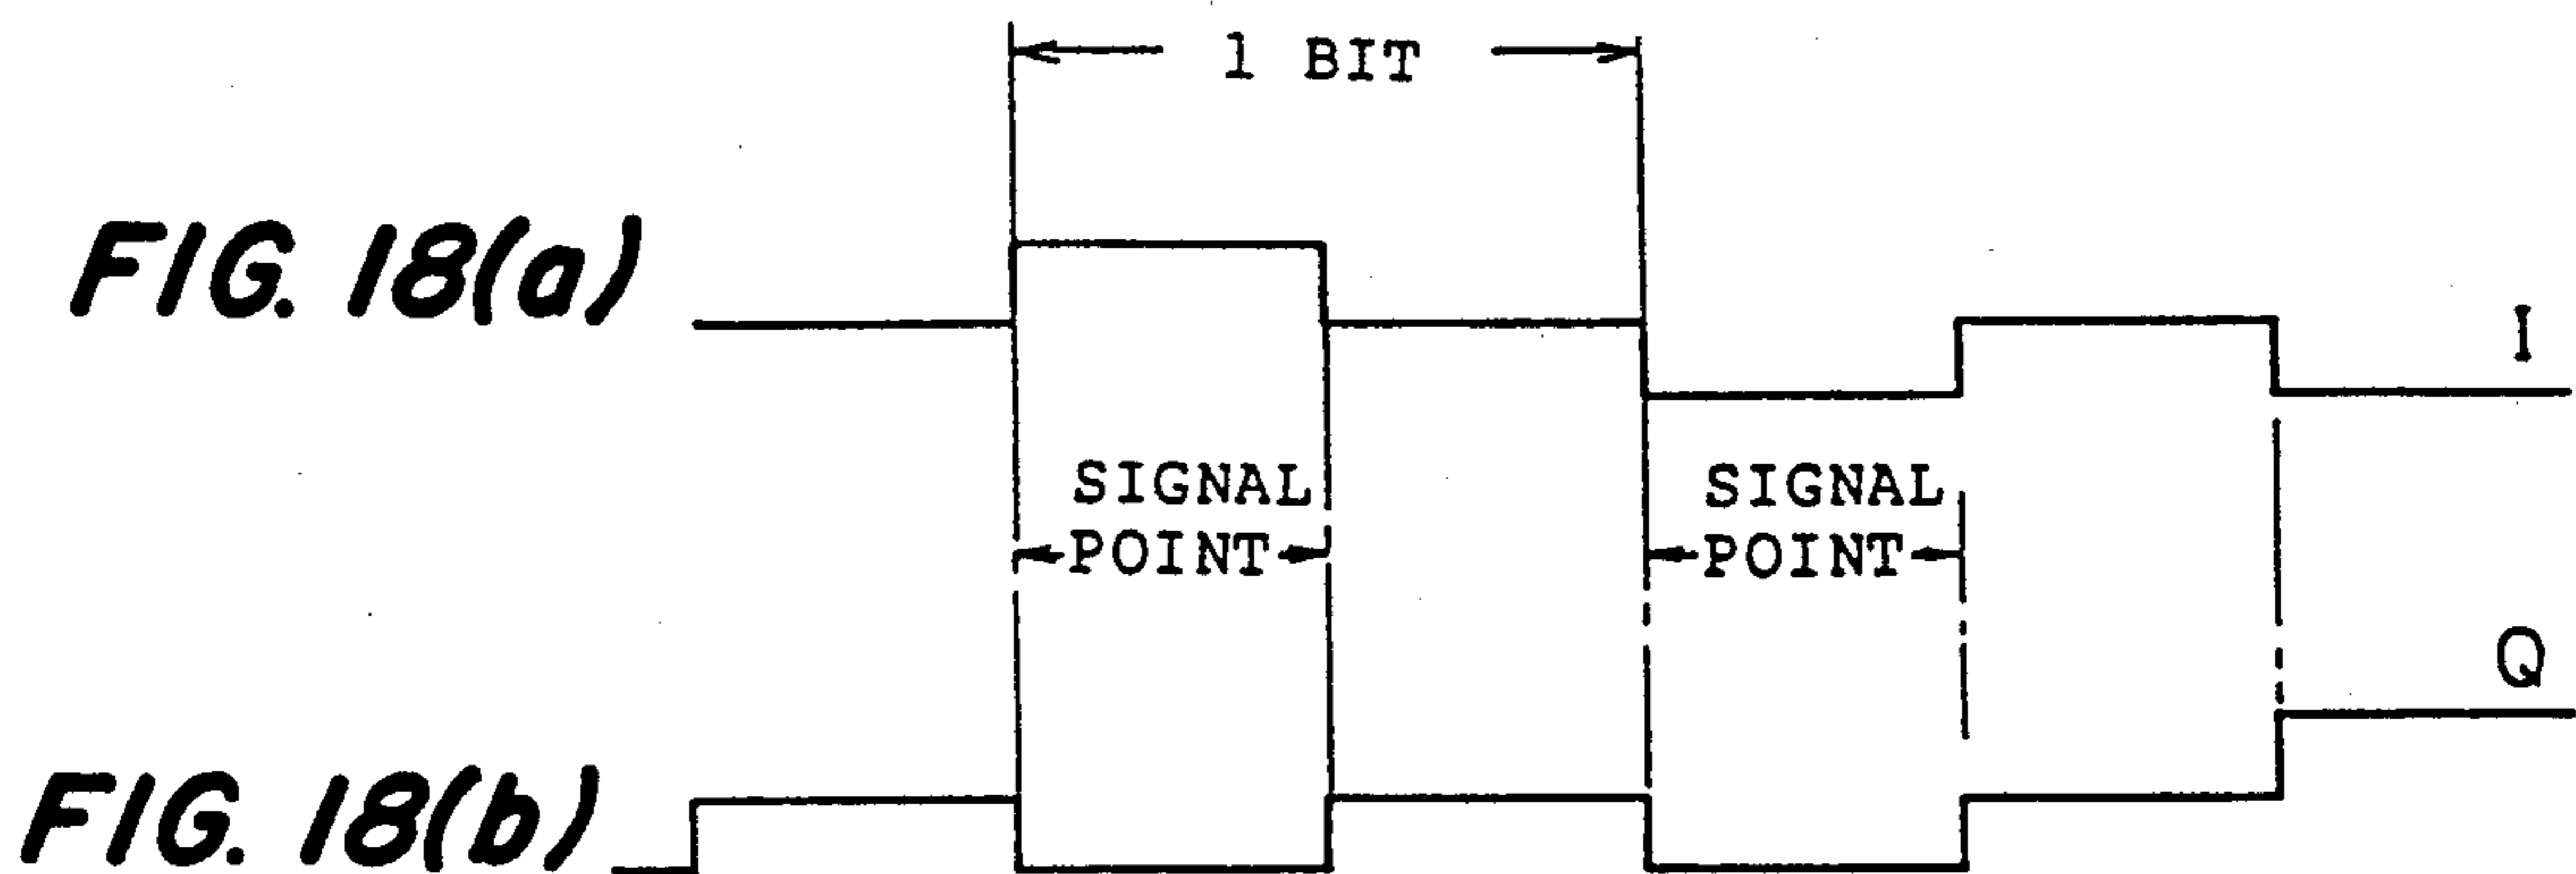 1 BIT
FIG. 18(a)
I
SIGNAL
POINT
SIGNAL
POINT
Q
FIG. 18(b)